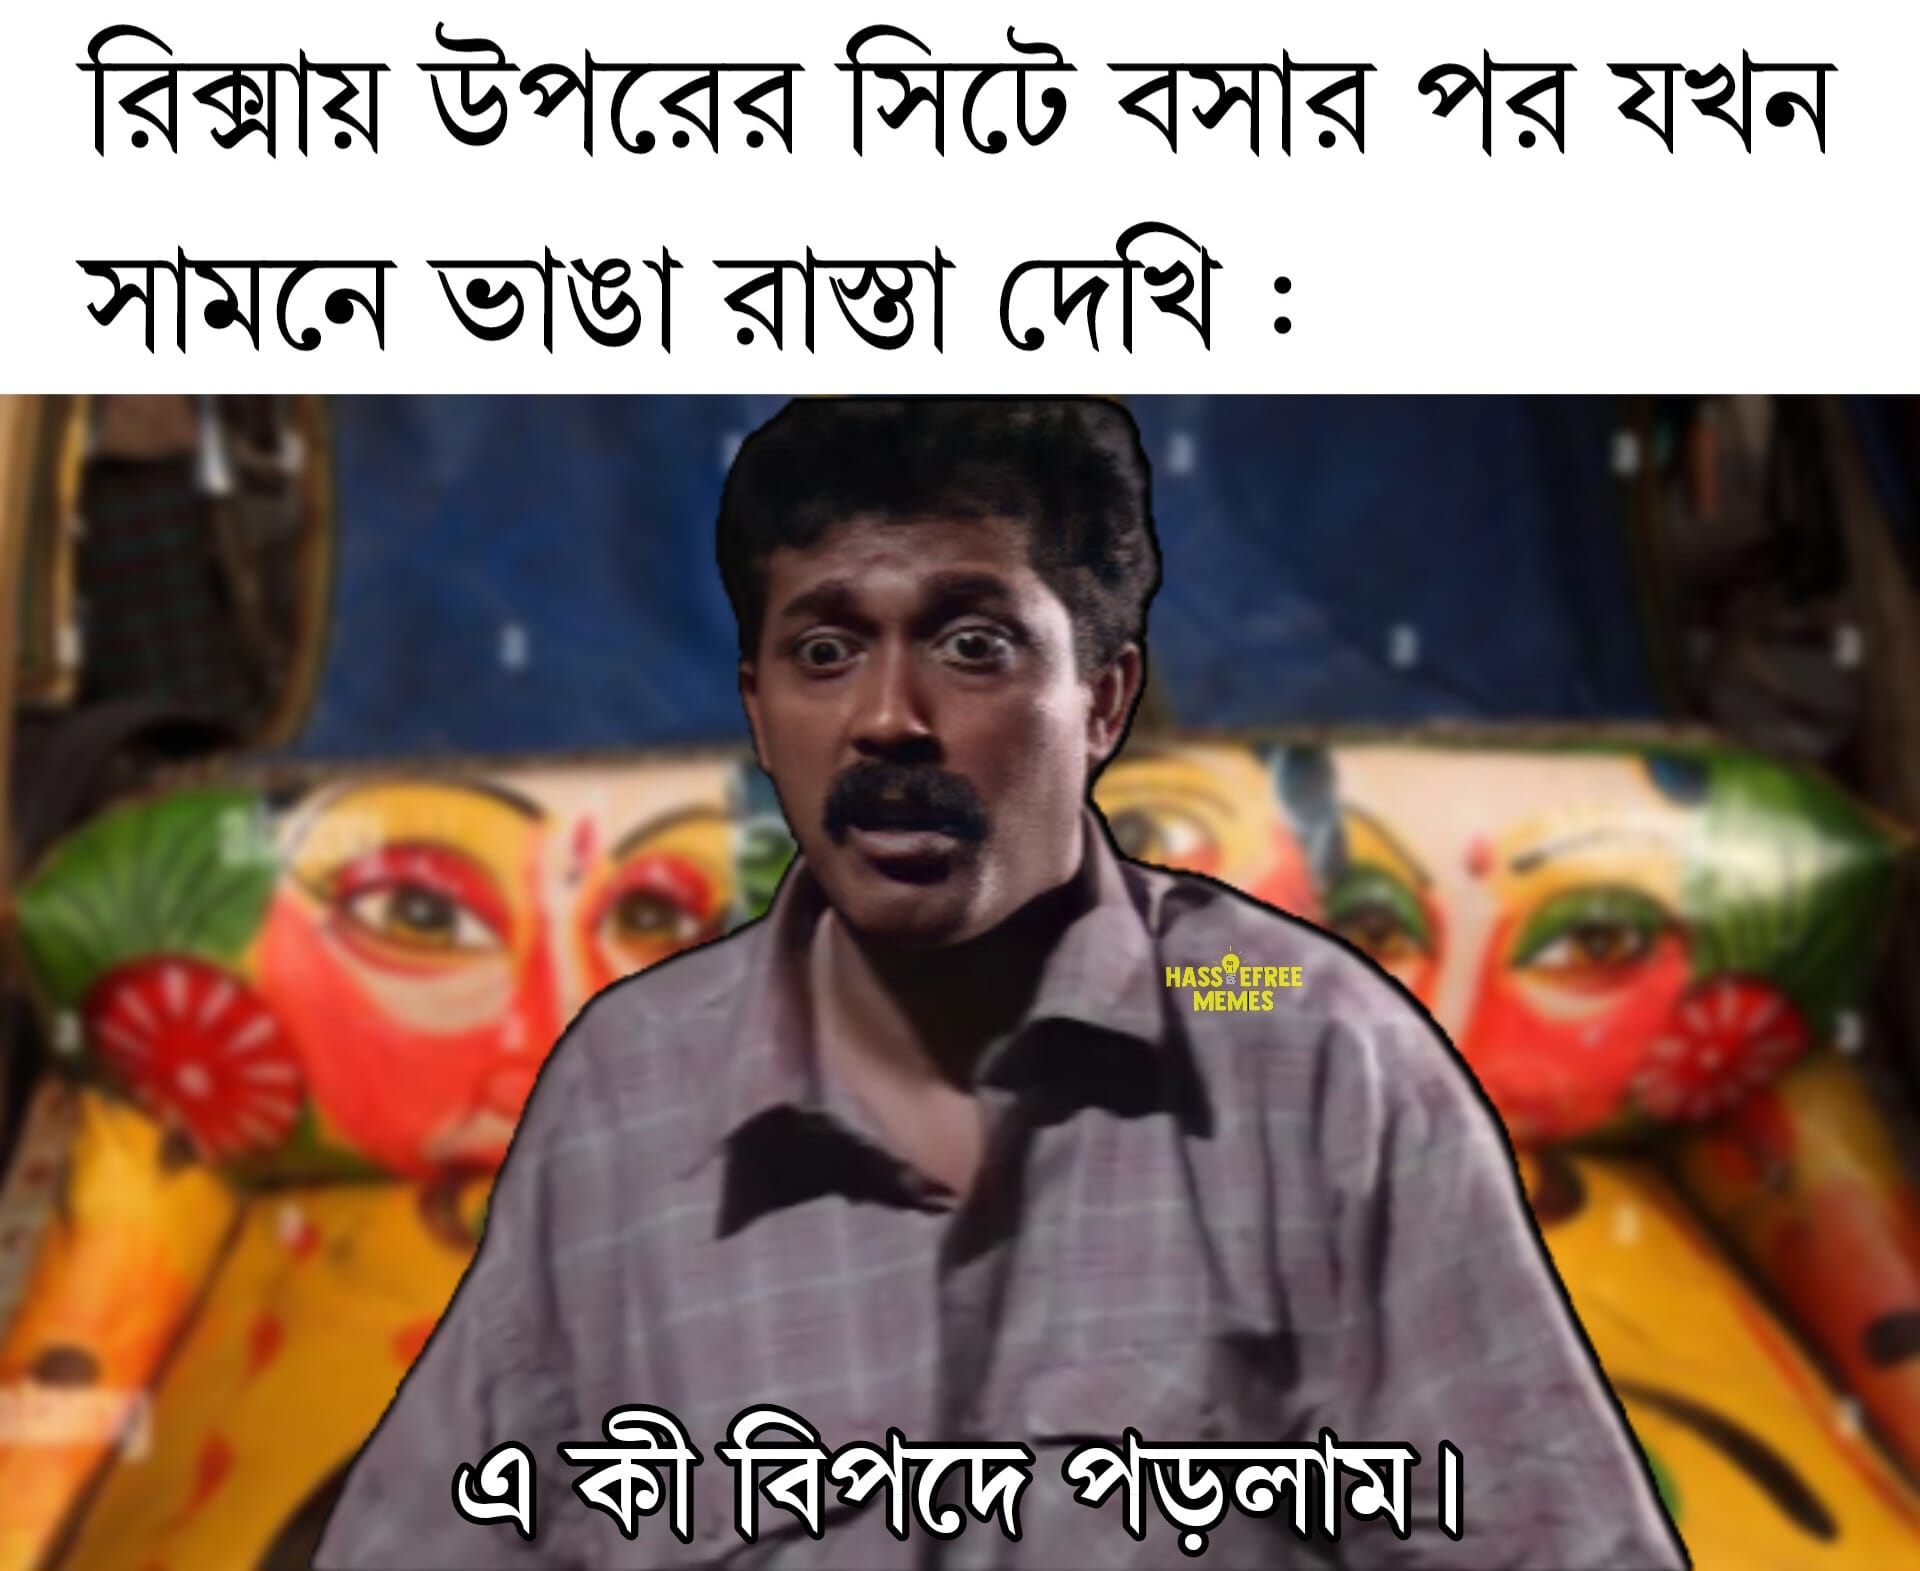 রিক্সায় উপরের সিটে বসার পর যখন
সামনে ভাঙা রাস্তা দেখি :
HASSLEFREE
MEMES
এ কী বিপদে পড়লাম।